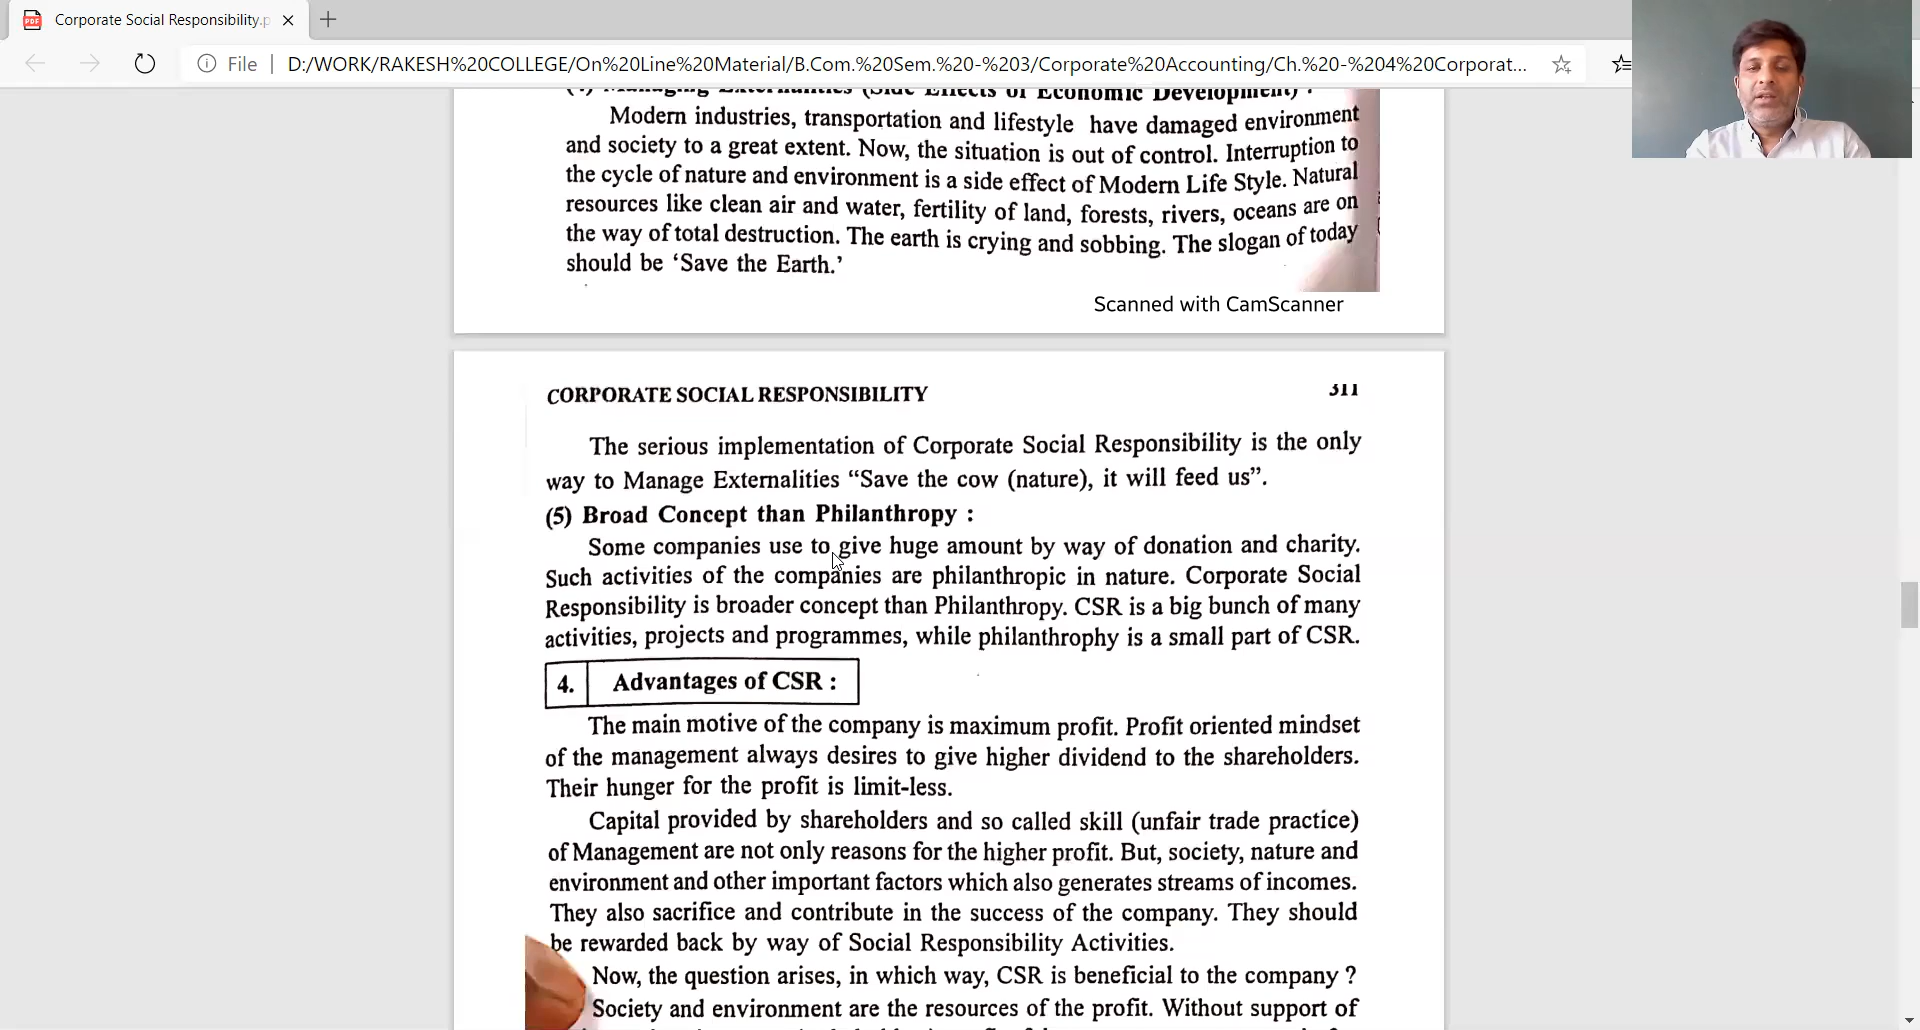 Corporate Social Responsibility.p
File
D:/WORK/RAKESH%20COLLEGE/On%20Line%20Material/B.Com.%20Sem.%20-%203/Corporate%20Accounting/Ch.%20-%204%20Corporat...
(4) Managing Externalities (Side Effects of Economic Development) :
Modern industries, transportation and lifestyle have damaged environment
and society to a great extent. Now, the situation is out of control. Interruption to
the cycle of nature and environment is a side effect of Modern Life Style. Natural
resources like clean air and water, fertility of land, forests, rivers, oceans are on
the way of total destruction. The earth is crying and sobbing. The slogan of today
should be ‘Save the Earth.’
Scanned with CamScanner
CORPORATE SOCIAL RESPONSIBILITY 311
The serious implementation of Corporate Social Responsibility is the only
way to Manage Externalities “Save the cow (nature), it will feed us”.
(5) Broad Concept than Philanthropy :
Some companies use to give huge amount by way of donation and charity.
Such activities of the companies are philanthropic in nature. Corporate Social
Responsibility is broader concept than Philanthropy. CSR is a big bunch of many
activities, projects and programmes, while philanthrophy is a small part of CSR.
4. Advantages of CSR :
The main motive of the company is maximum profit. Profit oriented mindset
of the management always desires to give higher dividend to the shareholders.
Their hunger for the profit is limit-less.
Capital provided by shareholders and so called skill (unfair trade practice)
of Management are not only reasons for the higher profit. But, society, nature and
environment and other important factors which also generates streams of incomes.
They also sacrifice and contribute in the success of the company. They should
be rewarded back by way of Social Responsibility Activities.
Now, the question arises, in which way, CSR is beneficial to the company ?
Society and environment are the resources of the profit. Without support of